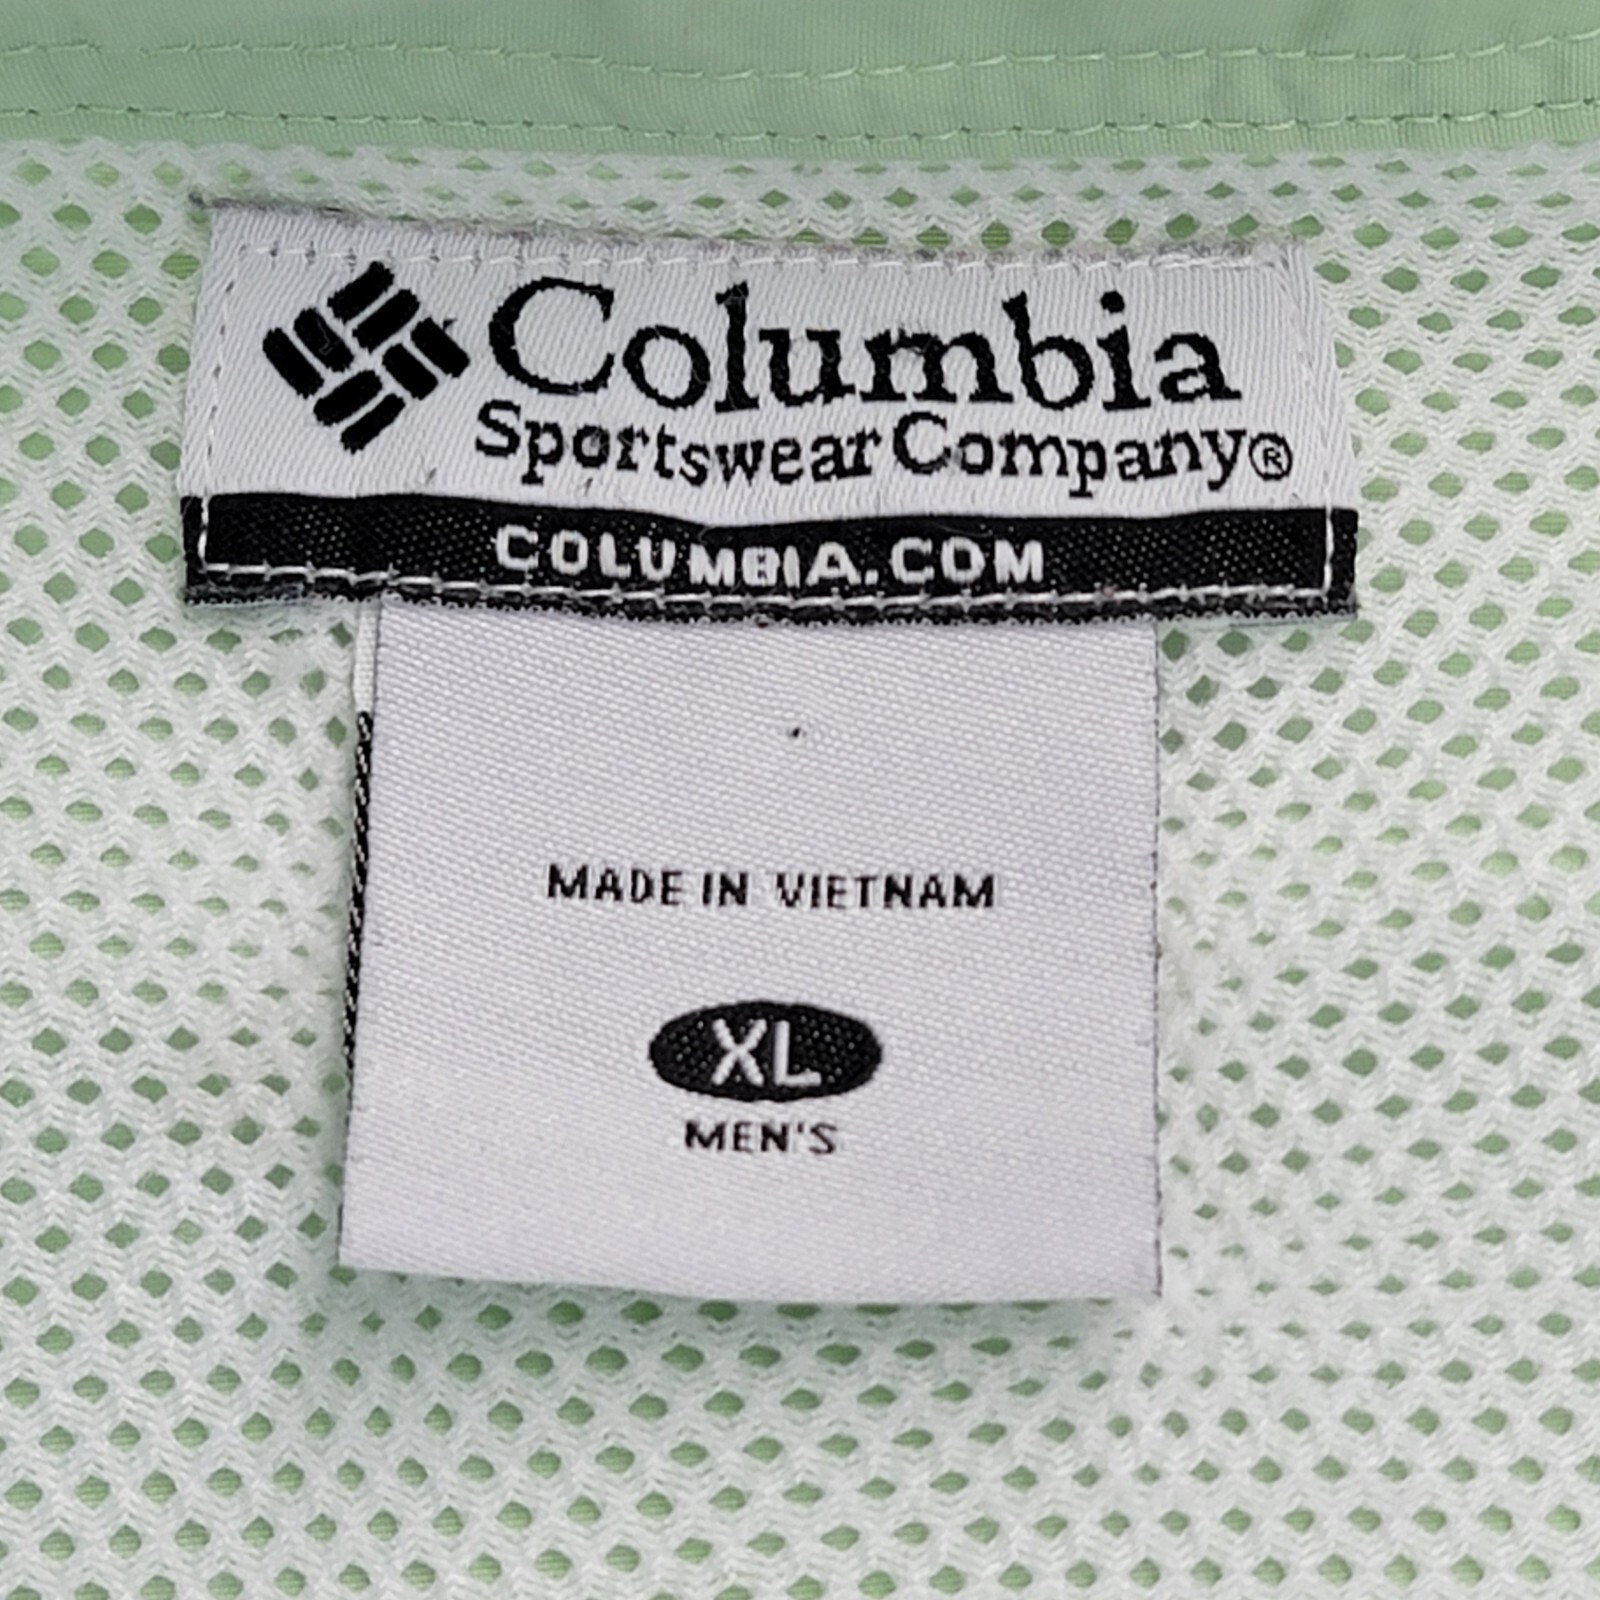 Columbia
Sportswear Company®
COLUMBIA.COM
MADE IN VIETNAM
XL
MEN'S